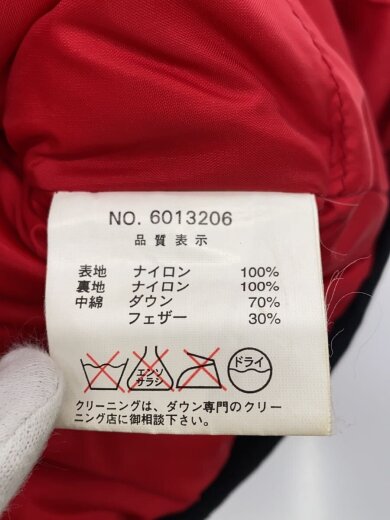 NO. 6013206
品質表示
表地 ナイロン 100%
裏地 ナイロン 100%
中綿 ダウン 70%
フェザー 30%
エンソ サラシ ドライ
クリーニングは、ダウン専門のクリー
ニング店に御相談下さい。